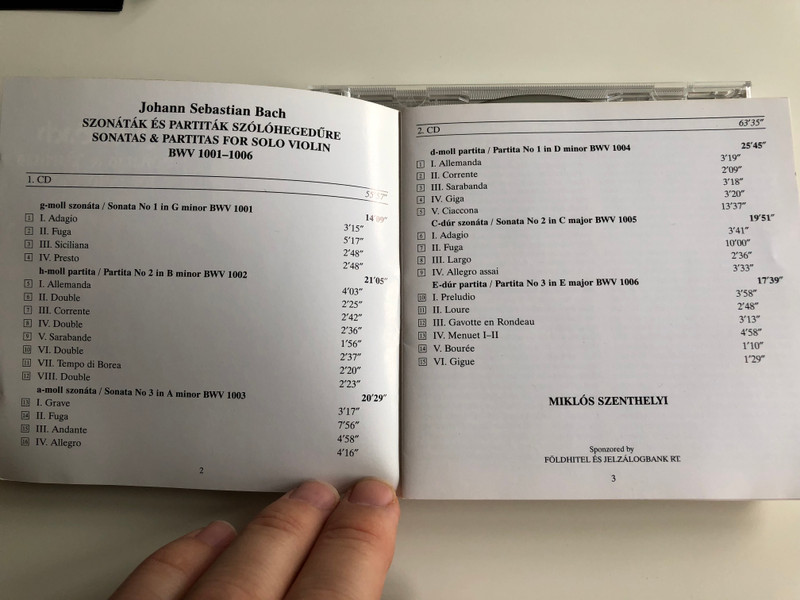 Johann Sebastian Bach
SZONÁTÁK ÉS PARTITÁK SZÓLÓHEGEDŰRE
SONATAS & PARTITAS FOR SOLO VIOLIN
BWV 1001–1006
1. CD
g-moll szonáta / Sonata No 1 in G minor BWV 1001 14'09"
1 I. Adagio 3'15"
2 II. Fuga 5'17"
3 III. Siciliana 2'48"
4 IV. Presto 2'48"
h-moll partita / Partita No 2 in B minor BWV 1002 21'05"
5 I. Allemanda 4'03"
6 II. Double 2'25"
7 III. Corrente 2'42"
8 IV. Double 2'36"
9 V. Sarabande 1'56"
10 VI. Double 2'37"
11 VII. Tempo di Borea 2'20"
12 VIII. Double 2'23"
a-moll szonáta / Sonata No 3 in A minor BWV 1003 20'29"
13 I. Grave 3'17"
14 II. Fuga 7'56"
15 III. Andante 4'58"
16 IV. Allegro 4'16"
2
2. CD 63'35"
d-moll partita / Partita No 1 in D minor BWV 1004 25'45"
1 I. Allemanda 3'19"
2 II. Corrente 2'09"
3 III. Sarabanda 3'18"
4 IV. Giga 3'20"
5 V. Ciaccona 13'37"
C-dúr szonáta / Sonata No 2 in C major BWV 1005 19'51"
6 I. Adagio 3'41"
7 II. Fuga 10'00"
8 III. Largo 2'36"
9 IV. Allegro assai 3'33"
E-dúr partita / Partita No 3 in E major BWV 1006 17'39"
10 I. Preludio 3'58"
11 II. Loure 2'48"
12 III. Gavotte en Rondeau 3'13"
13 IV. Menuet I–II 4'58"
14 V. Bourée 1'10"
15 VI. Gigue 1'29"
MIKLÓS SZENTHELYI
Sponsored by
FÖLDHITEL ÉS JELZÁLOGBANK RT.
3